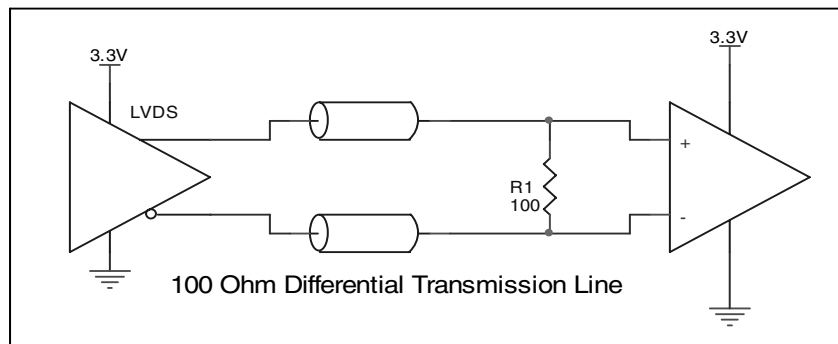 3.3V
3.3V
LVDS
+
R1
100
-
100 Ohm Differential Transmission Line